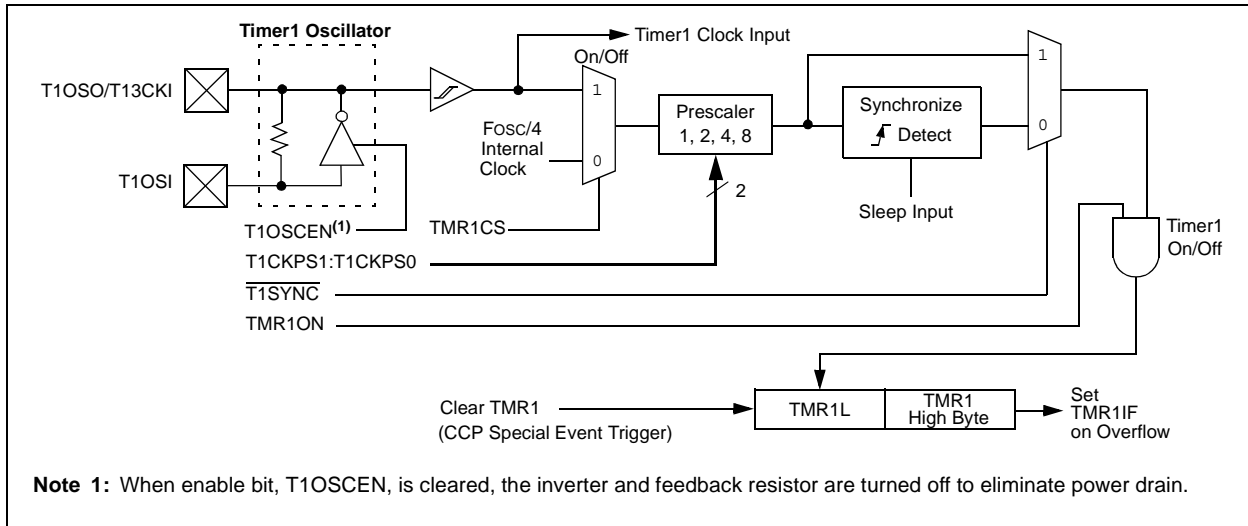 Timer1 Oscillator
Timer1 Clock Input
On/Off
T1OSO/T13CKI
1
1
Prescaler
1, 2, 4, 8
Synchronize
Detect
FOSC/4
Internal
Clock
0
0
T1OSI
2
Sleep Input
T1OSCEN(1)
TMR1CS
Timer1
On/Off
T1CKPS1:T1CKPS0
T1SYNC
TMR1ON
Clear TMR1
(CCP Special Event Trigger)
TMR1L
TMR1
High Byte
Set
TMR1IF
on Overflow
Note 1: When enable bit, T1OSCEN, is cleared, the inverter and feedback resistor are turned off to eliminate power drain.